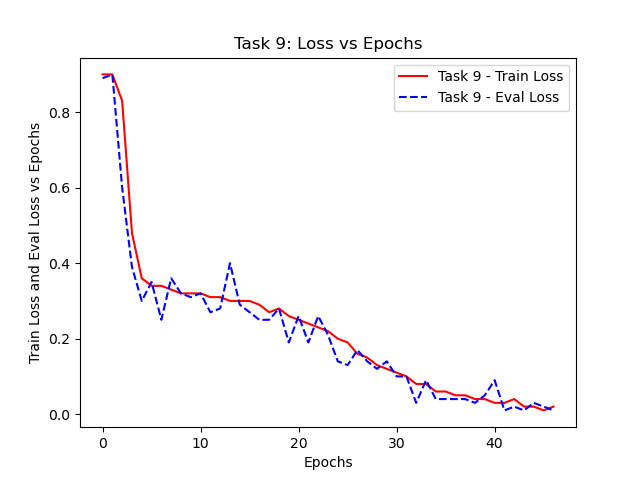 Task 9: Loss vs Epochs
Task 9 - Train Loss
Task 9 - Eval Loss
Train Loss and Eval Loss vs Epochs
0.8
0.6
0.4
0.2
0.0
0 10 20 30 40
Epochs